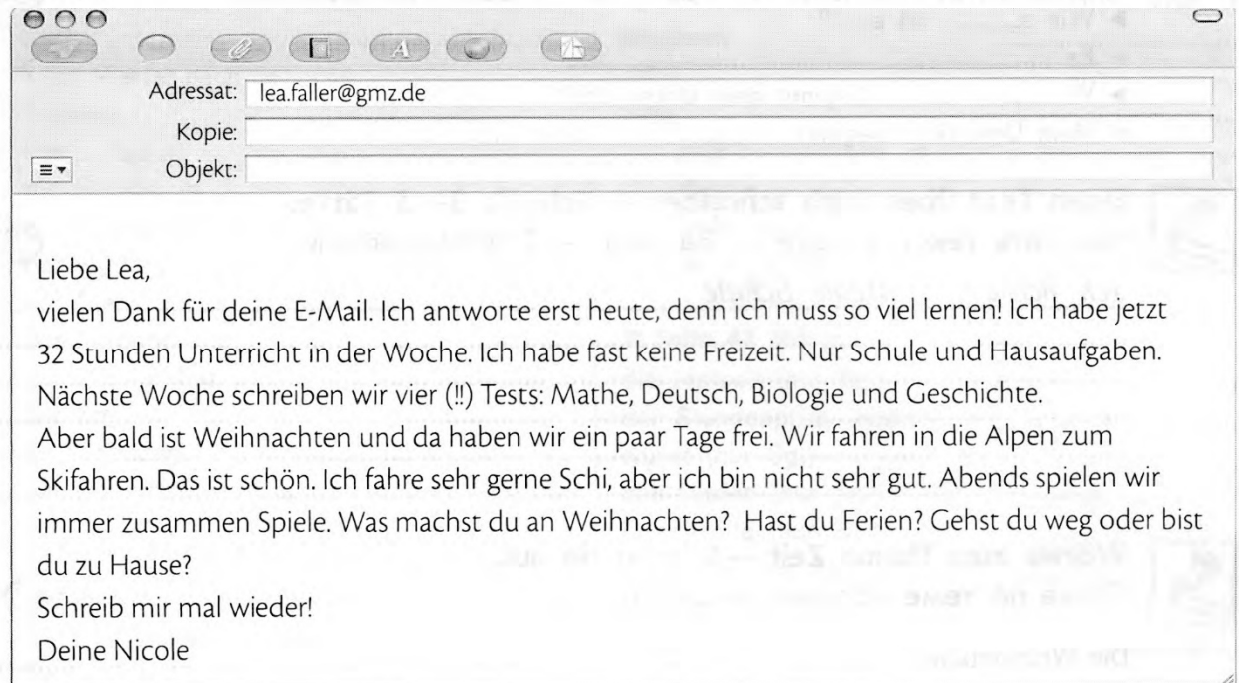 Adressat: lea.faller@gmz.de
Kopie:
Objekt:
Liebe Lea,
vielen Dank für deine E-Mail. Ich antworte erst heute, denn ich muss so viel lernen! Ich habe jetzt
32 Stunden Unterricht in der Woche. Ich habe fast keine Freizeit. Nur Schule und Hausaufgaben.
Nächste Woche schreiben wir vier (!!) Tests: Mathe, Deutsch, Biologie und Geschichte.
Aber bald ist Weihnachten und da haben wir ein paar Tage frei. Wir fahren in die Alpen zum
Skifahren. Das ist schön. Ich fahre sehr gerne Schi, aber ich bin nicht sehr gut. Abends spielen wir
immer zusammen Spiele. Was machst du an Weihnachten? Hast du Ferien? Gehst du weg oder bist
du zu Hause?
Schreib mir mal wieder!
Deine Nicole